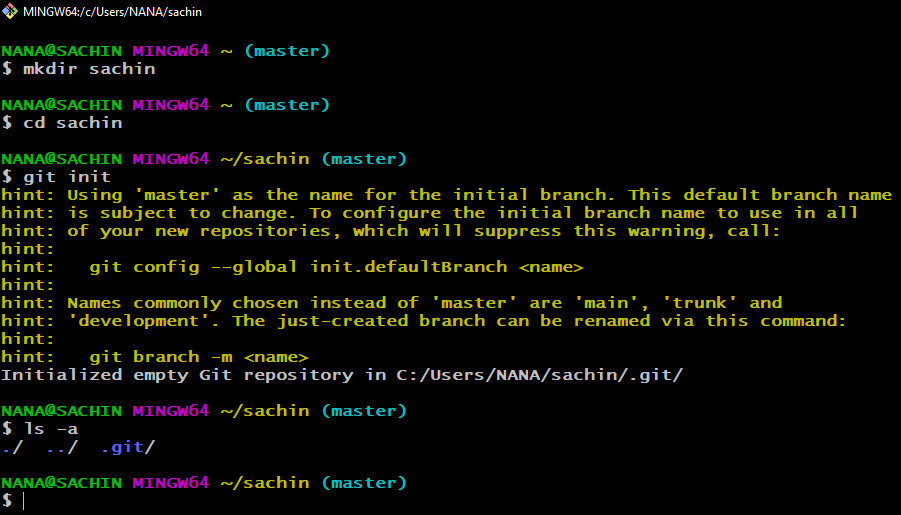 MINGW64:/c/Users/NANA/sachin
NANA@SACHIN MINGW64 ~ (master)
$ mkdir sachin
NANA@SACHIN MINGW64 ~ (master)
$ cd sachin
NANA@SACHIN MINGW64 ~/sachin (master)
$ git init
hint: Using 'master' as the name for the initial branch. This default branch name
hint: is subject to change. To configure the initial branch name to use in all
hint: of your new repositories, which will suppress this warning, call:
hint:
hint:   git config --global init.defaultBranch <name>
hint:
hint: Names commonly chosen instead of 'master' are 'main', 'trunk' and
hint: 'development'. The just-created branch can be renamed via this command:
hint:
hint:   git branch -m <name>
Initialized empty Git repository in C:/Users/NANA/sachin/.git/
NANA@SACHIN MINGW64 ~/sachin (master)
$ ls -a
./  ../  .git/
NANA@SACHIN MINGW64 ~/sachin (master)
$